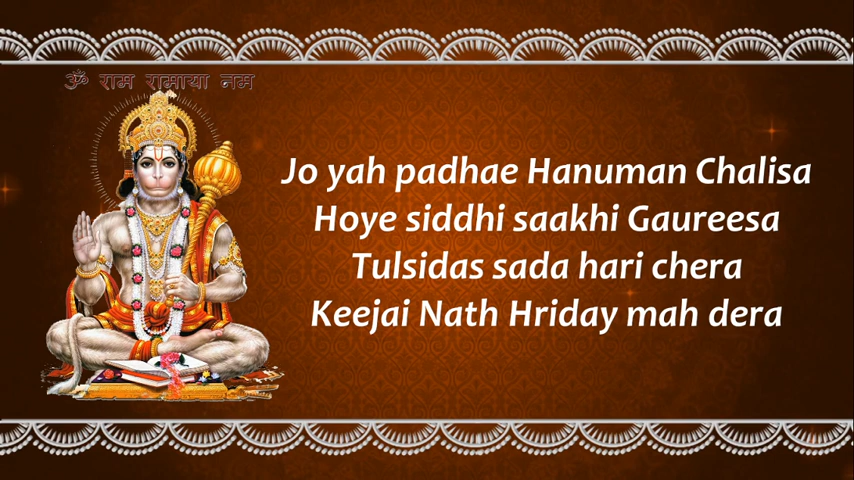 ॐ राम रामाया नम
Jo yah padhae Hanuman Chalisa
Hoye siddhi saakhi Gaureesa
Tulsidas sada hari chera
Keejai Nath Hriday mah dera